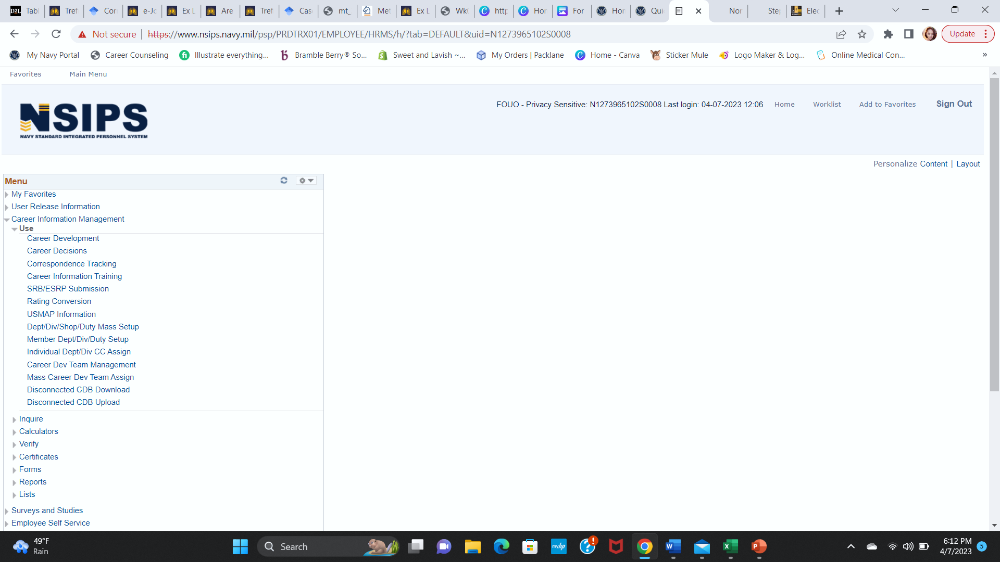 Tabl Tref Con e-Jo Ex L Are Tref Cas mt_ Met Ex L Wk( http Hor For Hor Qui Nor Step Elec
Not secure | https://www.nsips.navy.mil/psp/PRDTRX01/EMPLOYEE/HRMS/h/?tab=DEFAULT&uid=N1273965102S0008 Update
My Navy Portal Career Counseling Illustrate everything... Bramble Berry® So... Sweet and Lavish ~... My Orders | Packlane Home - Canva Sticker Mule Logo Maker & Log... Online Medical Con... »
Favorites Main Menu
NSIPS
NAVY STANDARD INTEGRATED PERSONNEL SYSTEM
FOUO - Privacy Sensitive: N1273965102S0008 Last login: 04-07-2023 12:06 Home Worklist Add to Favorites Sign Out
Personalize Content | Layout
Menu
My Favorites
User Release Information
Career Information Management
Use
Career Development
Career Decisions
Correspondence Tracking
Career Information Training
SRB/ESRP Submission
Rating Conversion
USMAP Information
Dept/Div/Shop/Duty Mass Setup
Member Dept/Div/Duty Setup
Individual Dept/Div CC Assign
Career Dev Team Management
Mass Career Dev Team Assign
Disconnected CDB Download
Disconnected CDB Upload
Inquire
Calculators
Verify
Certificates
Forms
Reports
Lists
Surveys and Studies
Employee Self Service
49°F
Rain
Search
myhp
6:12 PM
4/7/2023
5